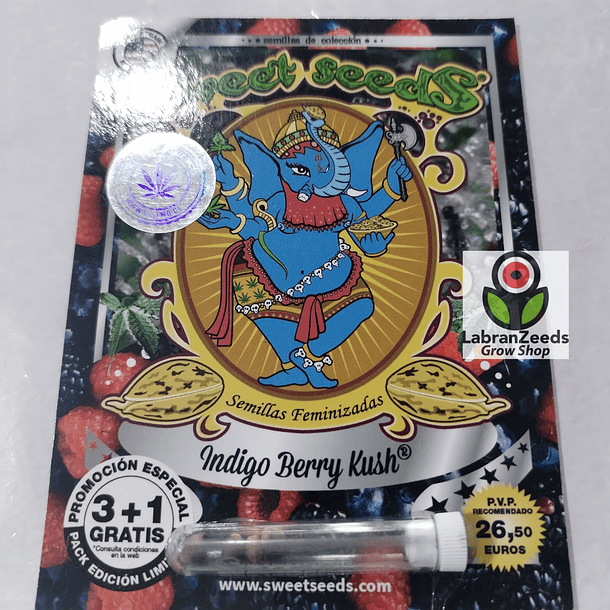 semillas de colección
Sweet Seeds®
LabranZeeds
Grow Shop
Semillas Feminizadas
Indigo Berry Kush®
PROMOCIÓN ESPECIAL
3+1
GRATIS
*Consulta condiciones
en la web
PACK EDICIÓN LIMI
P.V.P.
RECOMENDADO
26,50
EUROS
www.sweetseeds.com